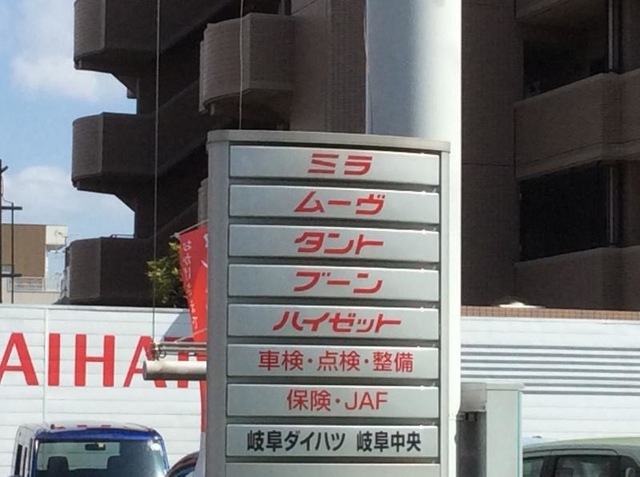 ミラ
ムーヴ
タント
ブーン
ハイゼット
車検・点検・整備
保険・JAF
岐阜ダイハツ 岐阜中央
AIHA